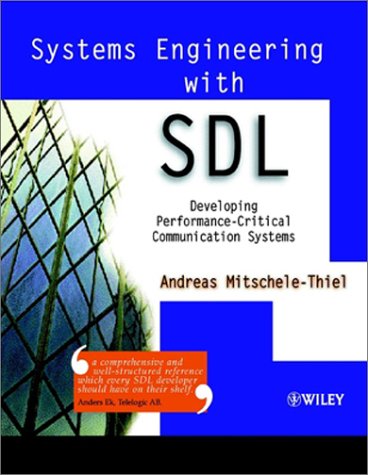 Systems Engineering
with
SDL
Developing
Performance-Critical
Communication Systems
Andreas Mitschele-Thiel
“a comprehensive and
well-structured reference
which every SDL developer
should have on their shelf.”
Anders Ek, Telelogic AB.
WILEY